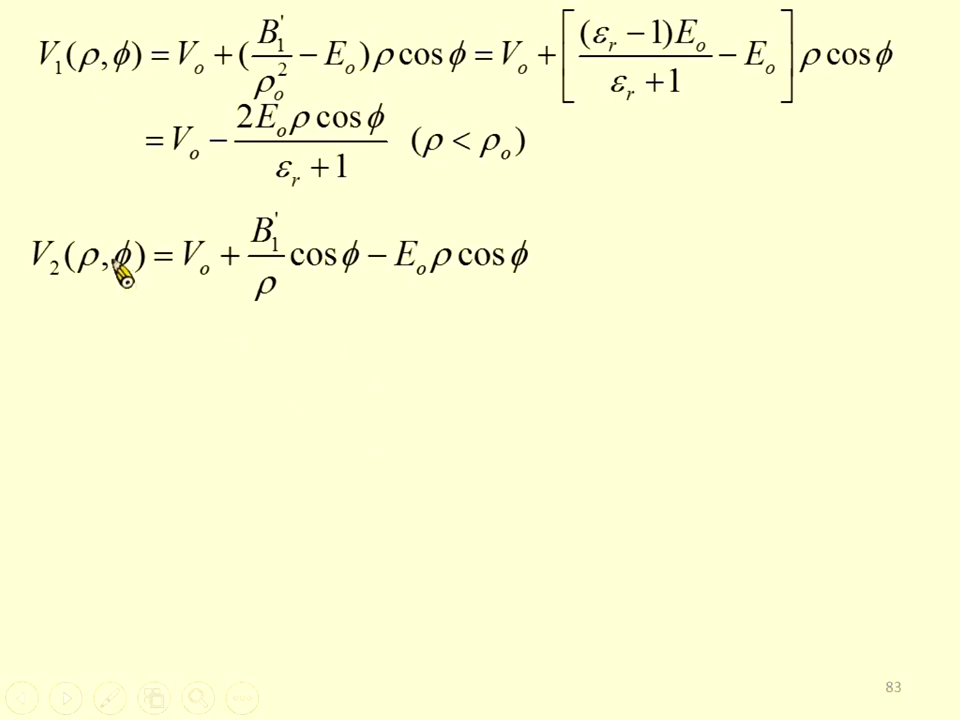 V₁(ρ,ϕ) = Vₒ + (B₁'/ρₒ² − Eₒ)ρ cos ϕ = Vₒ + [(εᵣ − 1)Eₒ/(εᵣ + 1) − Eₒ] ρ cos ϕ
= Vₒ − 2Eₒρ cos ϕ/(εᵣ + 1) (ρ < ρₒ)
V₂(ρ,ϕ) = Vₒ + B₁'/ρ cos ϕ − Eₒρ cos ϕ
83